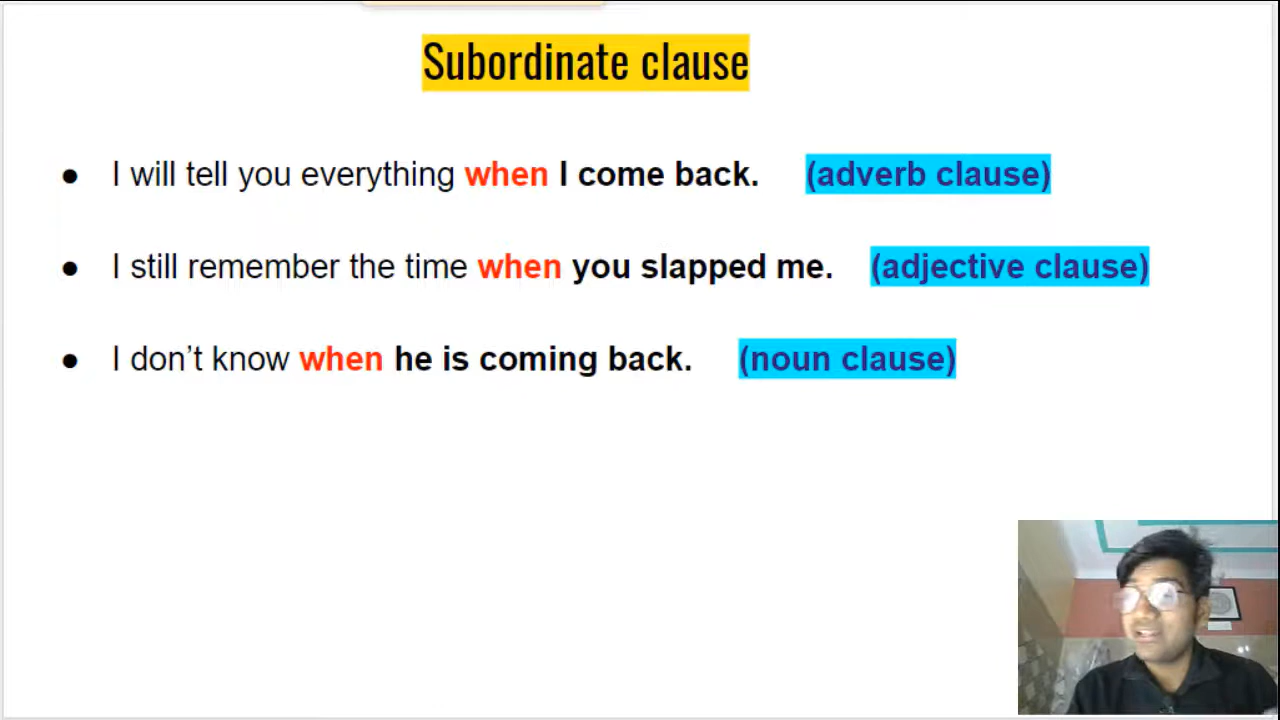 Subordinate clause
● I will tell you everything when I come back. (adverb clause)
● I still remember the time when you slapped me. (adjective clause)
● I don’t know when he is coming back. (noun clause)